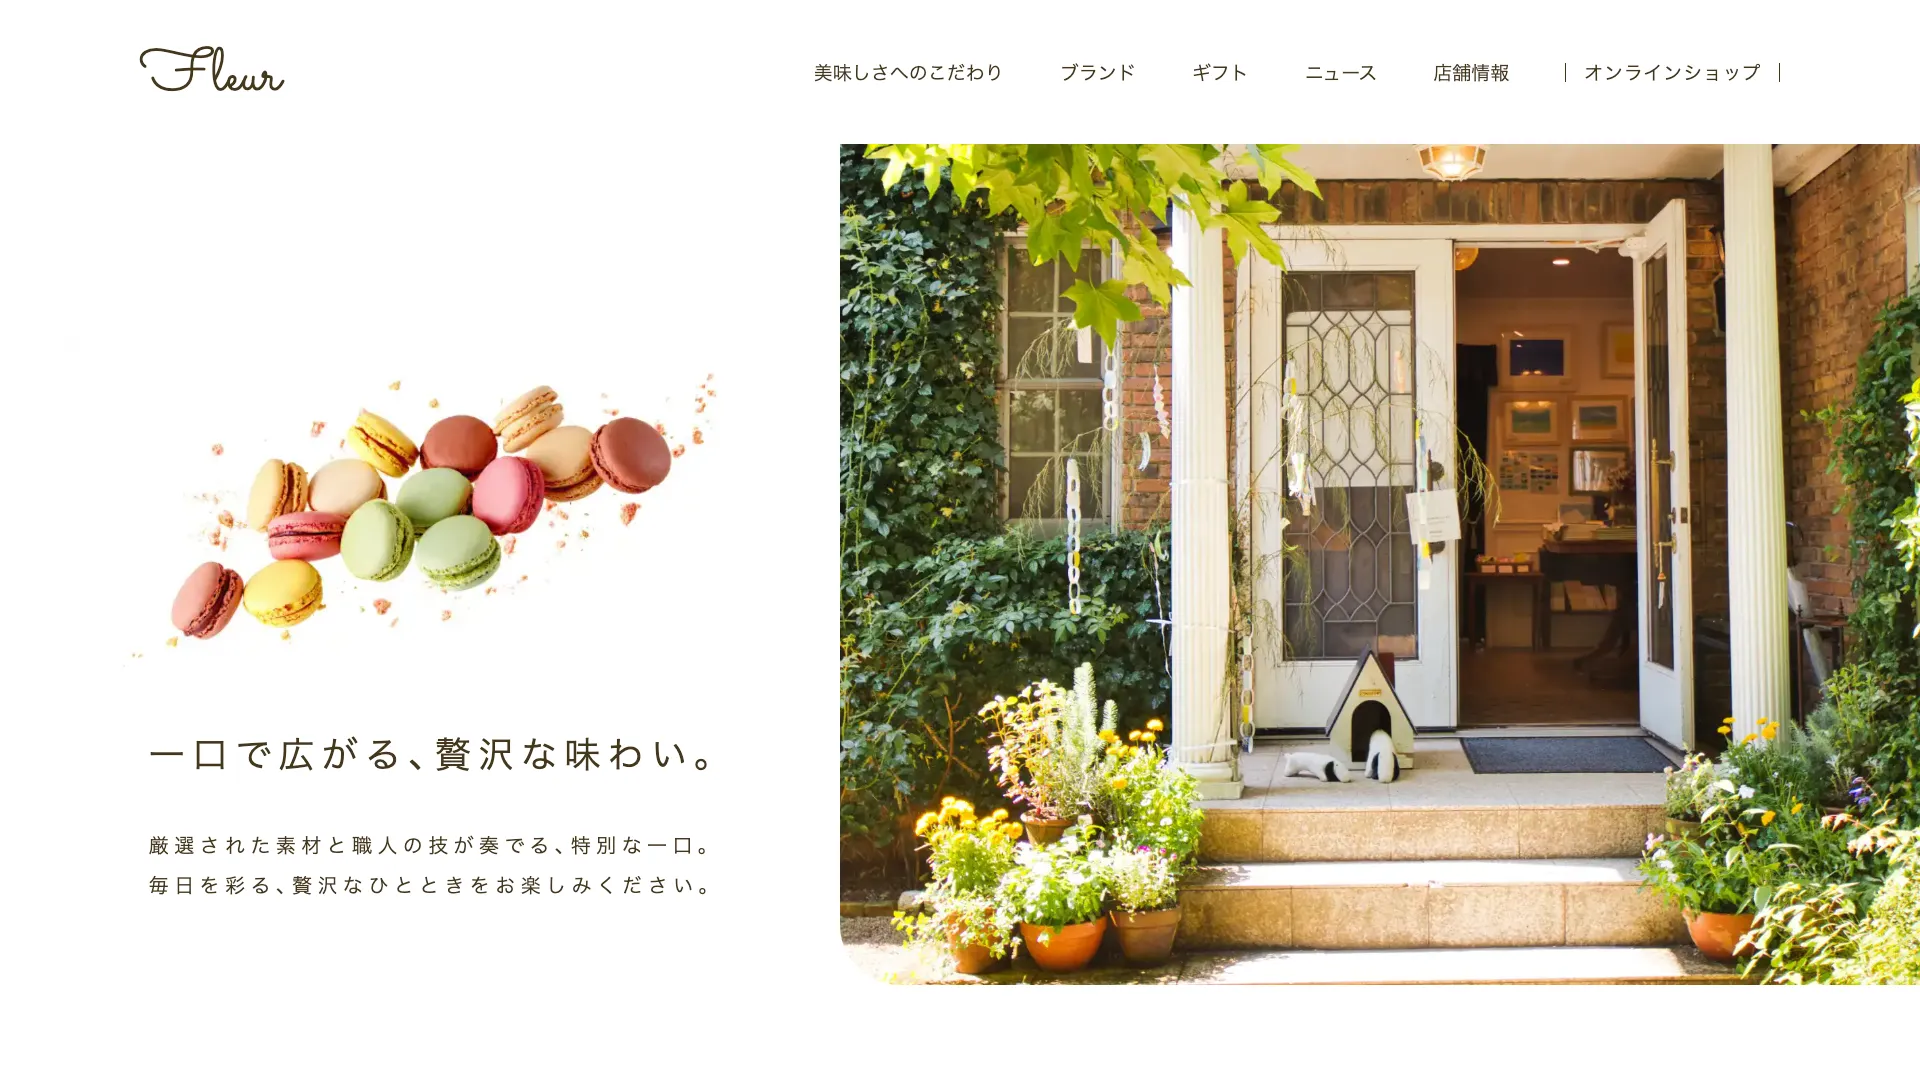 Fleur
美味しさへのこだわり
ブランド
ギフト
ニュース
店舗情報
オンラインショップ
一口で広がる、贅沢な味わい。
厳選された素材と職人の技が奏でる、特別な一口。
毎日を彩る、贅沢なひとときをお楽しみください。